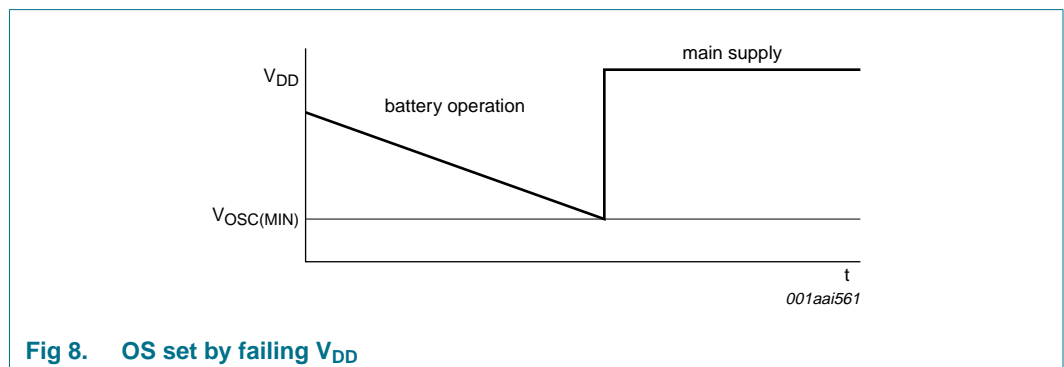 main supply
VDD
battery operation
VOSC(MIN)
t
001aai561
Fig 8. OS set by failing VDD